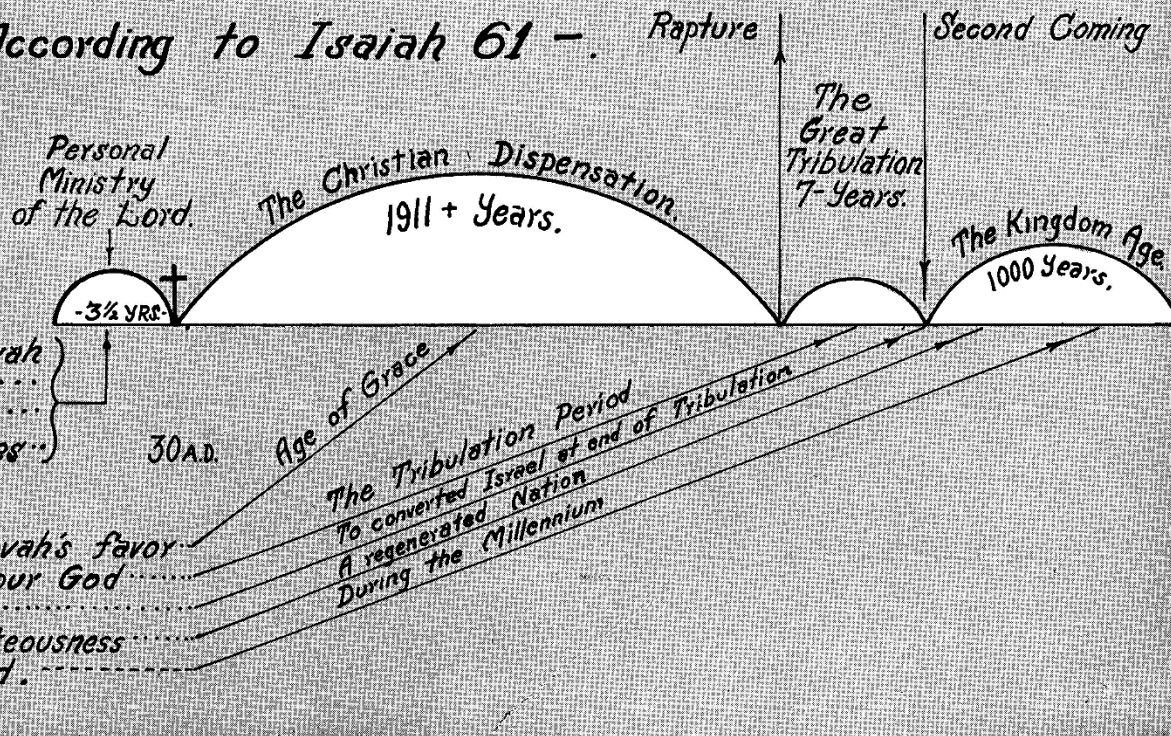 According to Isaiah 61 -.
Rapture
Second Coming
The
Great
Tribulation
7-Years.
Personal
Ministry
of the Lord.
The Christian Dispensation.
1911 + Years.
The Kingdom Age.
1000 Years.
-3½ YRS-
vah
....
....
es..
30 A.D.
Age of Grace
The Tribulation Period
To converted Israel at end of Tribulation
A regenerated Nation
During the Millennium
vah's favor
our God
teousness
d.